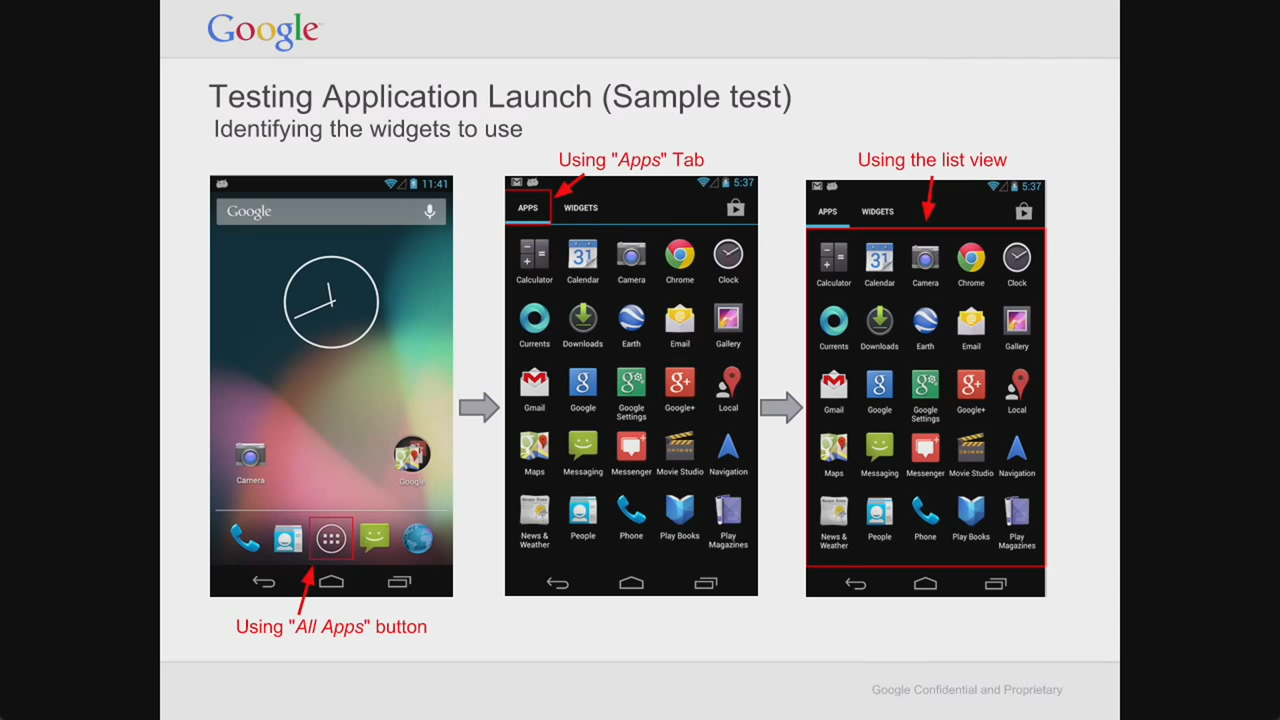 Google
Testing Application Launch (Sample test)
Identifying the widgets to use
Using "Apps" Tab
Using the list view
11:41
Google
Camera
Google
Using "All Apps" button
5:37
APPS WIDGETS
31
Calculator Calendar Camera Chrome Clock
Currents Downloads Earth Email Gallery
Gmail Google Google Settings Google+ Local
Maps Messaging Messenger Movie Studio Navigation
News & Weather People Phone Play Books Play Magazines
5:37
APPS WIDGETS
31
Calculator Calendar Camera Chrome Clock
Currents Downloads Earth Email Gallery
Gmail Google Google Settings Google+ Local
Maps Messaging Messenger Movie Studio Navigation
News & Weather People Phone Play Books Play Magazines
Google Confidential and Proprietary